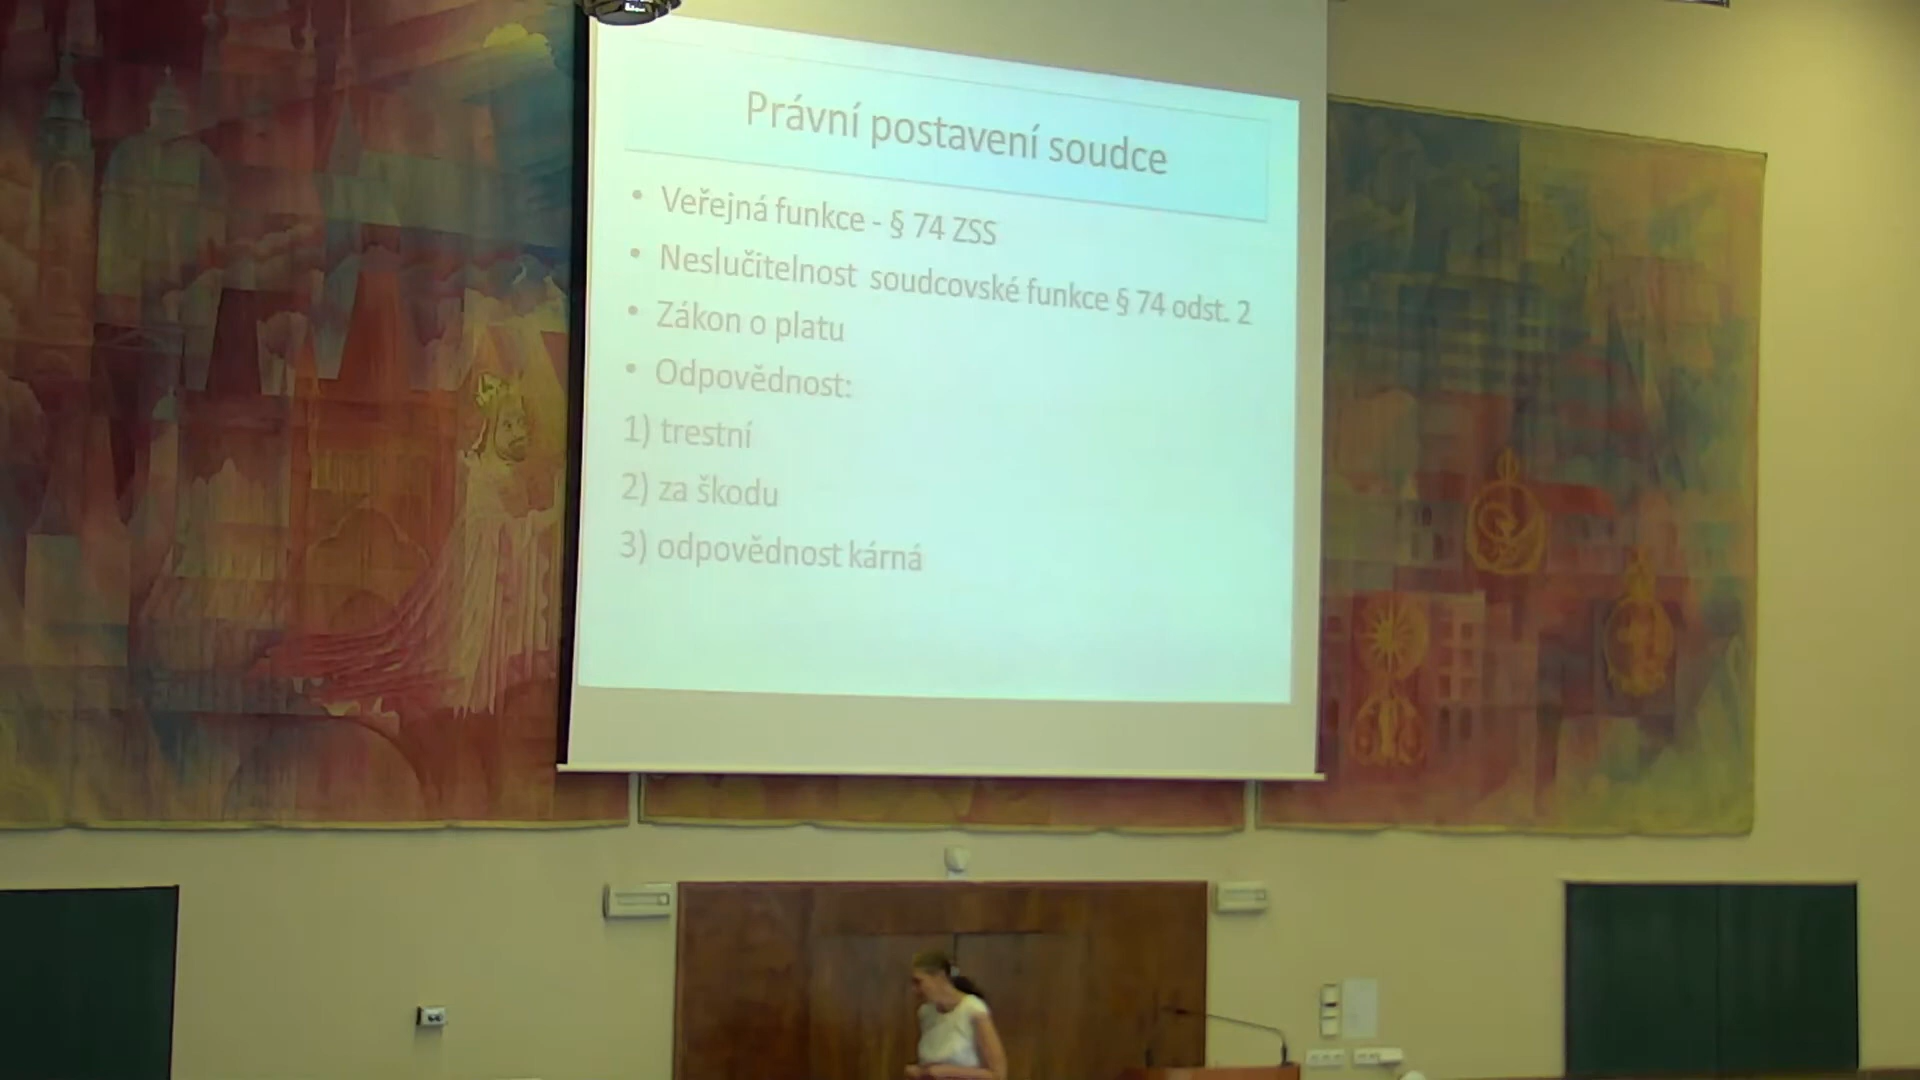 Právní postavení soudce
• Veřejná funkce - § 74 ZSS
• Neslučitelnost soudcovské funkce § 74 odst. 2
• Zákon o platu
• Odpovědnost:
1) trestní
2) za škodu
3) odpovědnost kárná